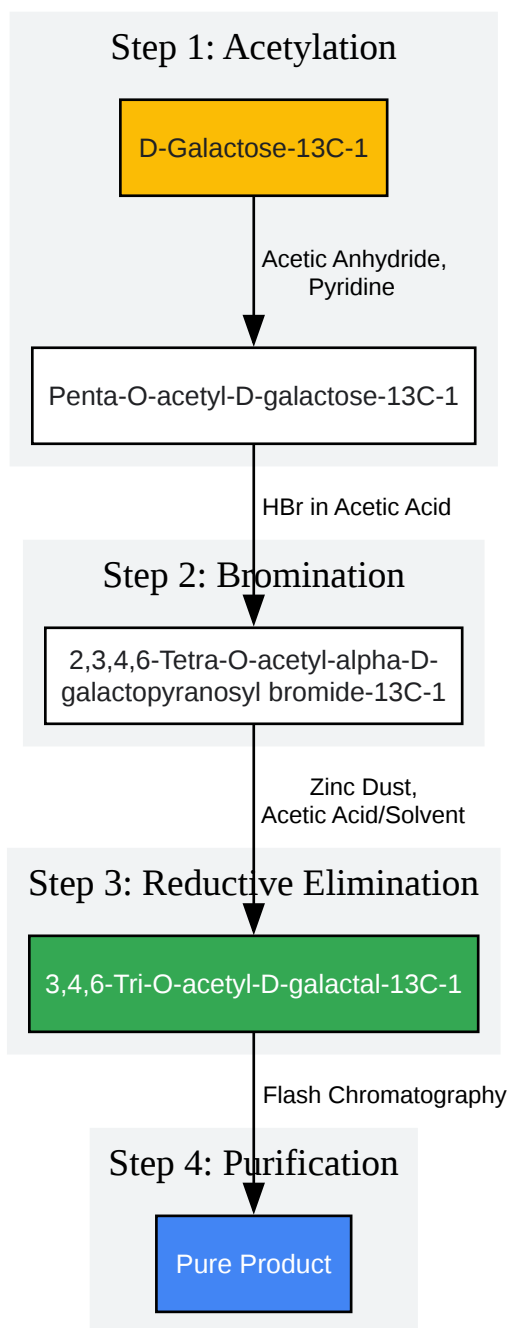 Step 1: Acetylation
D-Galactose-13C-1
Acetic Anhydride,
Pyridine
Penta-O-acetyl-D-galactose-13C-1
HBr in Acetic Acid
Step 2: Bromination
2,3,4,6-Tetra-O-acetyl-alpha-D-
galactopyranosyl bromide-13C-1
Zinc Dust,
Acetic Acid/Solvent
Step 3: Reductive Elimination
3,4,6-Tri-O-acetyl-D-galactal-13C-1
Flash Chromatography
Step 4: Purification
Pure Product